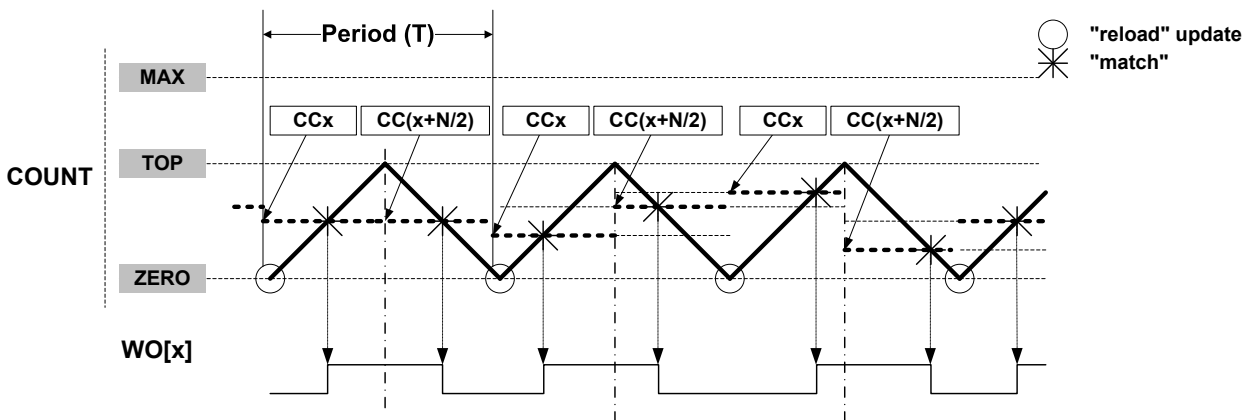 Period (T)
"reload" update
"match"
MAX
CCx
CC(x+N/2)
CCx
CC(x+N/2)
CCx
CC(x+N/2)
TOP
COUNT
ZERO
WO[x]